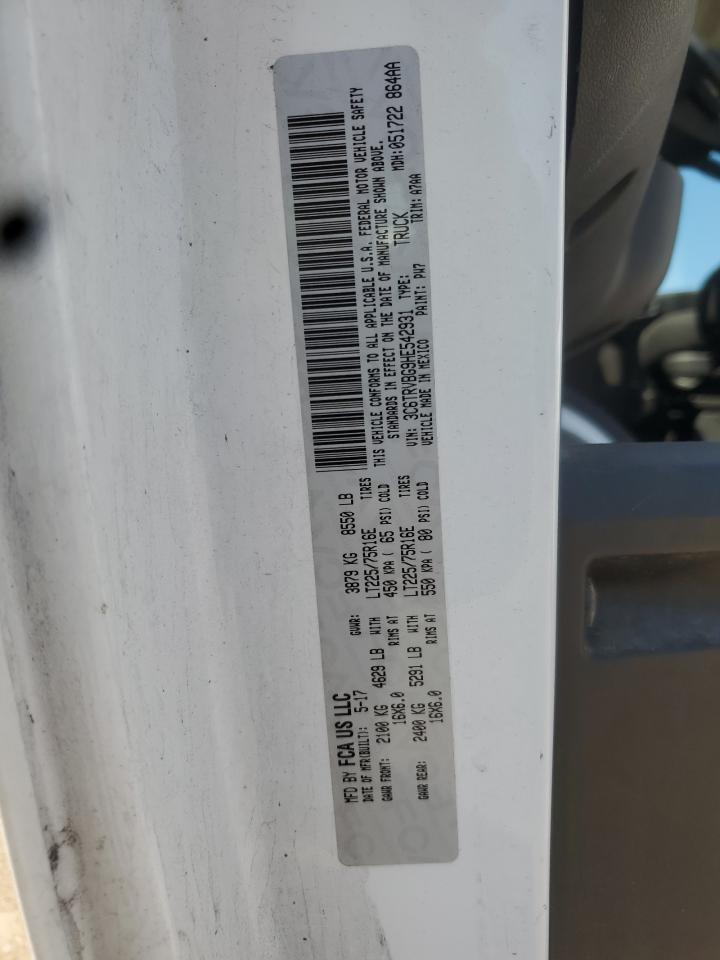 MFD BY FCA US LLC
DATE OF MFR(BUILT): 5-17 GVWR: 3879 KG 8550 LB
GAWR FRONT: 2100 KG 4629 LB WITH LT225/75R16E TIRES
16X6.0 RIMS AT 450 KPA ( 65 PSI) COLD
GAWR REAR: 2400 KG 5291 LB WITH LT225/75R16E TIRES
16X6.0 RIMS AT 550 KPA ( 80 PSI) COLD
THIS VEHICLE CONFORMS TO ALL APPLICABLE U.S.A. FEDERAL MOTOR VEHICLE SAFETY
STANDARDS IN EFFECT ON THE DATE OF MANUFACTURE SHOWN ABOVE.
VIN: 3C6TRVBG9HE542931 TYPE: TRUCK MDH: 051722 864AA
VEHICLE MADE IN MEXICO PAINT: PW7 TRIM: A7AA